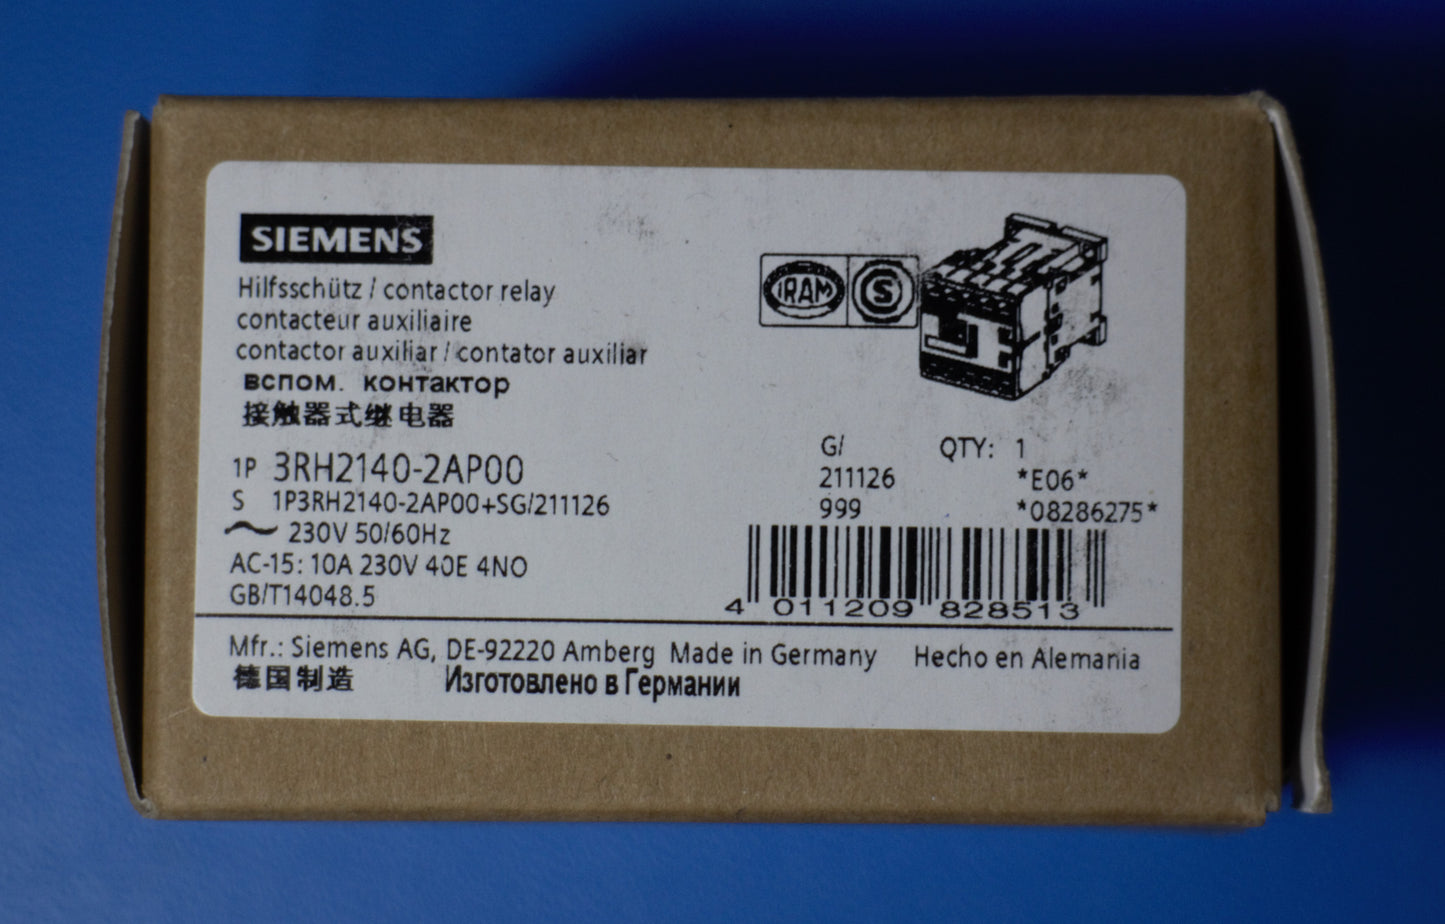 SIEMENS
Hilfsschütz / contactor relay
contacteur auxiliaire
contactor auxiliar / contator auxiliar
вспом. контактор
接触器式继电器
IRAM S
1P 3RH2140-2AP00
S 1P3RH2140-2AP00+SG/211126
~ 230V 50/60Hz
AC-15: 10A 230V 40E 4NO
GB/T14048.5
G/ QTY: 1
211126 *E06*
999 *08286275*
4 011209 828513
Mfr.: Siemens AG, DE-92220 Amberg Made in Germany Hecho en Alemania
德国制造 Изготовлено в Германии